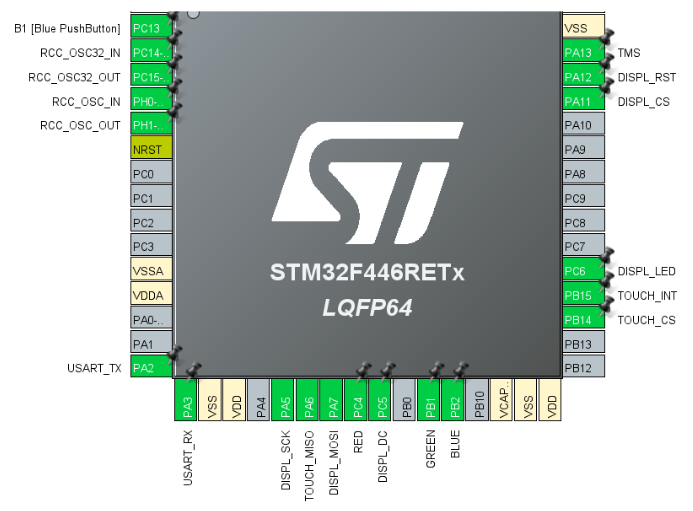 B1 [Blue PushButton] PC13
RCC_OSC32_IN PC14-..
RCC_OSC32_OUT PC15-..
RCC_OSC_IN PH0-..
RCC_OSC_OUT PH1-..
NRST
PC0
PC1
PC2
PC3
VSSA
VDDA
PA0-..
PA1
USART_TX PA2
ST
STM32F446RETx
LQFP64
VSS
PA13 TMS
PA12 DISPL_RST
PA11 DISPL_CS
PA10
PA9
PA8
PC9
PC8
PC7
PC6 DISPL_LED
PB15 TOUCH_INT
PB14 TOUCH_CS
PB13
PB12
PA3 USART_RX
VSS
VDD
PA4
PA5 DISPL_SCK
PA6 TOUCH_MISO
PA7 DISPL_MOSI
PC4 RED
PC5 DISPL_DC
PB0
PB1 GREEN
PB2 BLUE
PB10
VCAP..
VSS
VDD